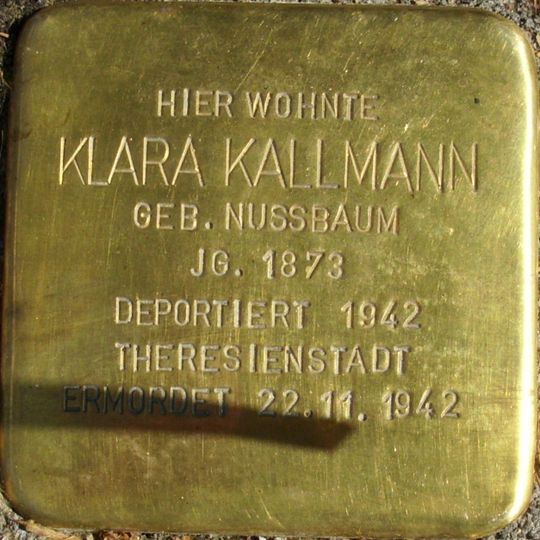 HIER WOHNTE
KLARA KALLMANN
GEB. NUSSBAUM
JG. 1873
DEPORTIERT 1942
THERESIENSTADT
ERMORDET 22.11.1942